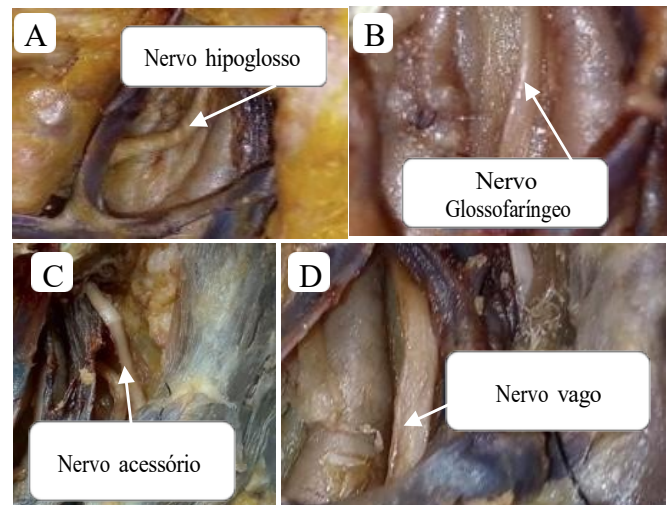 A
Nervo hipoglosso
B
Nervo
Glossofaríngeo
C
Nervo acessório
D
Nervo vago